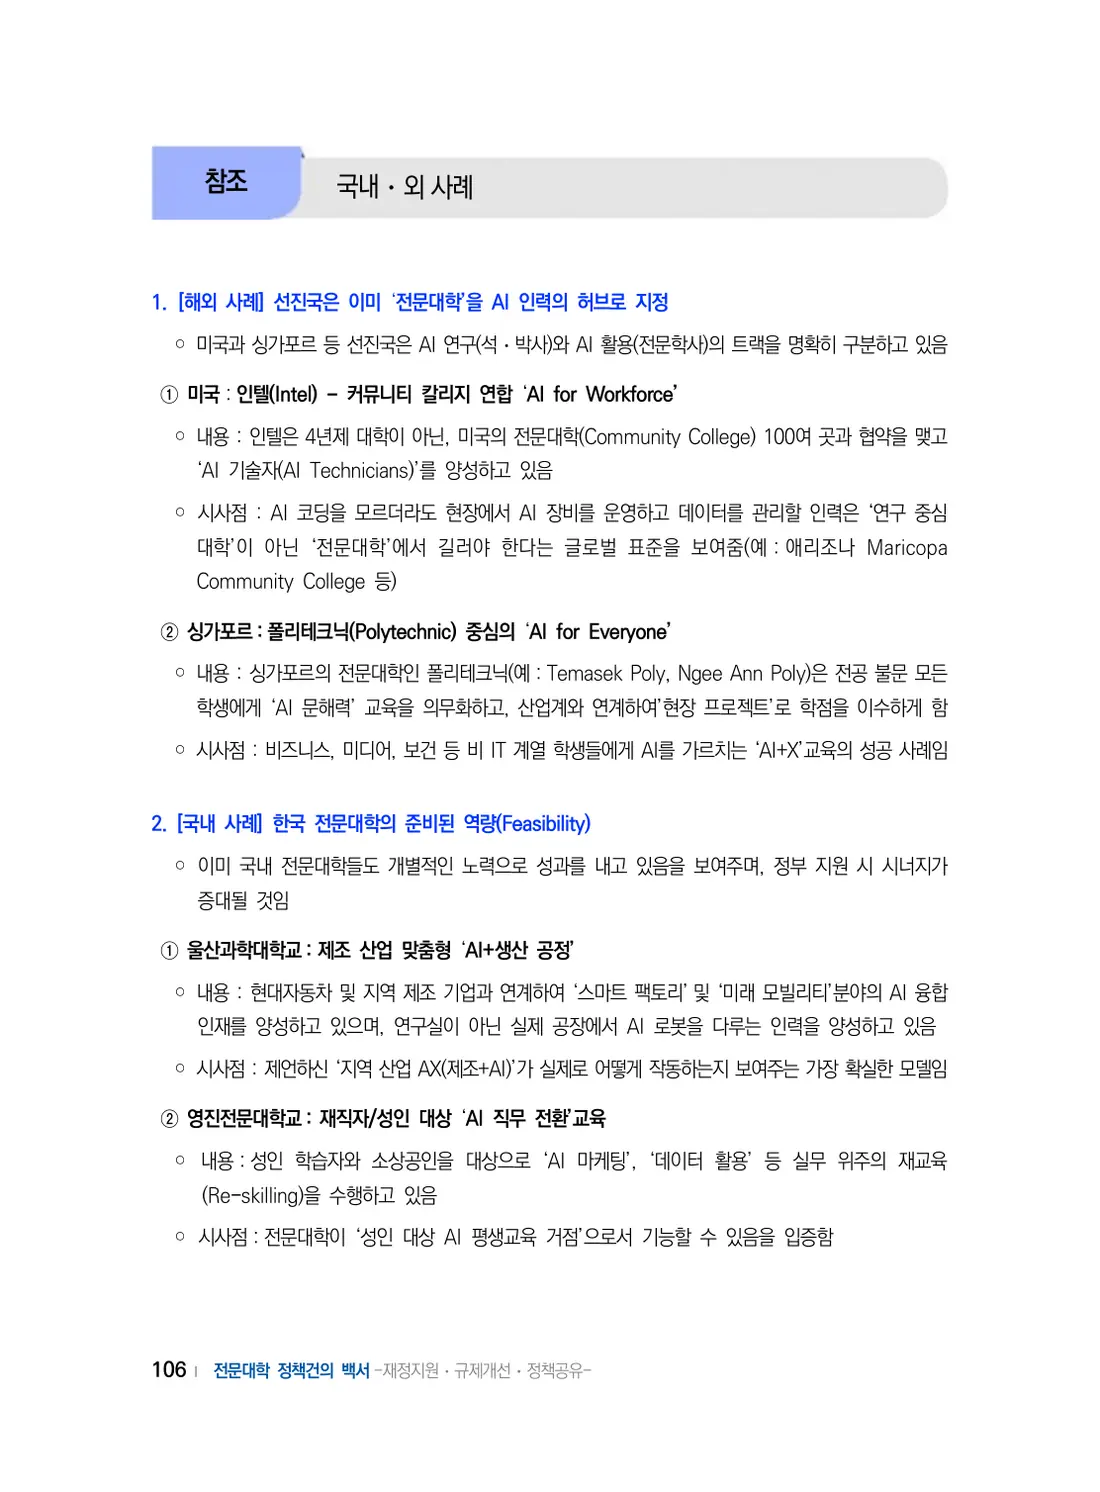 참조
국내 · 외 사례
1. [해외 사례] 선진국은 이미 ‘전문대학’을 AI 인력의 허브로 지정
○ 미국과 싱가포르 등 선진국은 AI 연구(석 · 박사)와 AI 활용(전문학사)의 트랙을 명확히 구분하고 있음
① 미국 : 인텔(Intel) - 커뮤니티 칼리지 연합 ‘AI for Workforce’
○ 내용 : 인텔은 4년제 대학이 아닌, 미국의 전문대학(Community College) 100여 곳과 협약을 맺고
‘AI 기술자(AI Technicians)’를 양성하고 있음
○ 시사점 : AI 코딩을 모르더라도 현장에서 AI 장비를 운영하고 데이터를 관리할 인력은 ‘연구 중심
대학’이 아닌 ‘전문대학’에서 길러야 한다는 글로벌 표준을 보여줌(예 : 애리조나 Maricopa
Community College 등)
② 싱가포르 : 폴리테크닉(Polytechnic) 중심의 ‘AI for Everyone’
○ 내용 : 싱가포르의 전문대학인 폴리테크닉(예 : Temasek Poly, Ngee Ann Poly)은 전공 불문 모든
학생에게 ‘AI 문해력’ 교육을 의무화하고, 산업계와 연계하여’현장 프로젝트’로 학점을 이수하게 함
○ 시사점 : 비즈니스, 미디어, 보건 등 비 IT 계열 학생들에게 AI를 가르치는 ‘AI+X’교육의 성공 사례임
2. [국내 사례] 한국 전문대학의 준비된 역량(Feasibility)
○ 이미 국내 전문대학들도 개별적인 노력으로 성과를 내고 있음을 보여주며, 정부 지원 시 시너지가
증대될 것임
① 울산과학대학교 : 제조 산업 맞춤형 ‘AI+생산 공정’
○ 내용 : 현대자동차 및 지역 제조 기업과 연계하여 ‘스마트 팩토리’ 및 ‘미래 모빌리티’분야의 AI 융합
인재를 양성하고 있으며, 연구실이 아닌 실제 공장에서 AI 로봇을 다루는 인력을 양성하고 있음
○ 시사점 : 제언하신 ‘지역 산업 AX(제조+AI)’가 실제로 어떻게 작동하는지 보여주는 가장 확실한 모델임
② 영진전문대학교 : 재직자/성인 대상 ‘AI 직무 전환’교육
○ 내용 : 성인 학습자와 소상공인을 대상으로 ‘AI 마케팅’, ‘데이터 활용’ 등 실무 위주의 재교육
(Re-skilling)을 수행하고 있음
○ 시사점 : 전문대학이 ‘성인 대상 AI 평생교육 거점’으로서 기능할 수 있음을 입증함
106 | 전문대학 정책건의 백서 -재정지원 · 규제개선 · 정책공유-